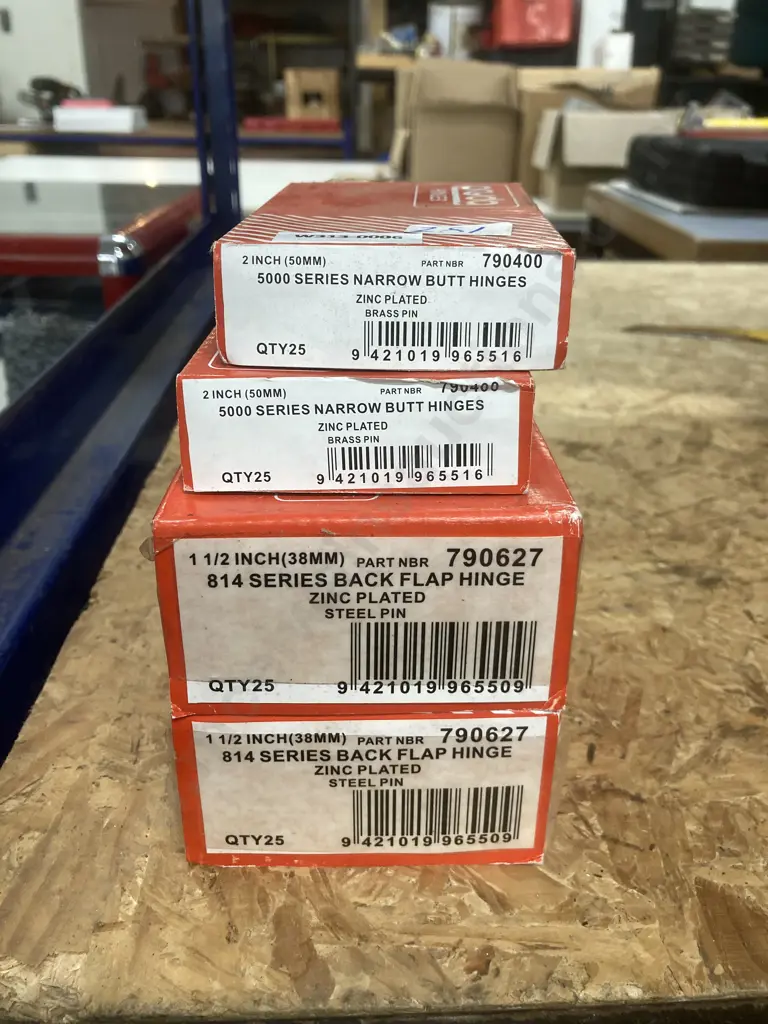 W313-0006
251
2 INCH (50MM) PART NBR 790400
5000 SERIES NARROW BUTT HINGES
ZINC PLATED
BRASS PIN
QTY25 9 421019 965516
2 INCH (50MM) PART NBR 790400
5000 SERIES NARROW BUTT HINGES
ZINC PLATED
BRASS PIN
QTY25 9 421019 965516
1 1/2 INCH(38MM) PART NBR 790627
814 SERIES BACK FLAP HINGE
ZINC PLATED
STEEL PIN
QTY25 9 421019 965509
1 1/2 INCH(38MM) PART NBR 790627
814 SERIES BACK FLAP HINGE
ZINC PLATED
STEEL PIN
QTY25 9 421019 965509